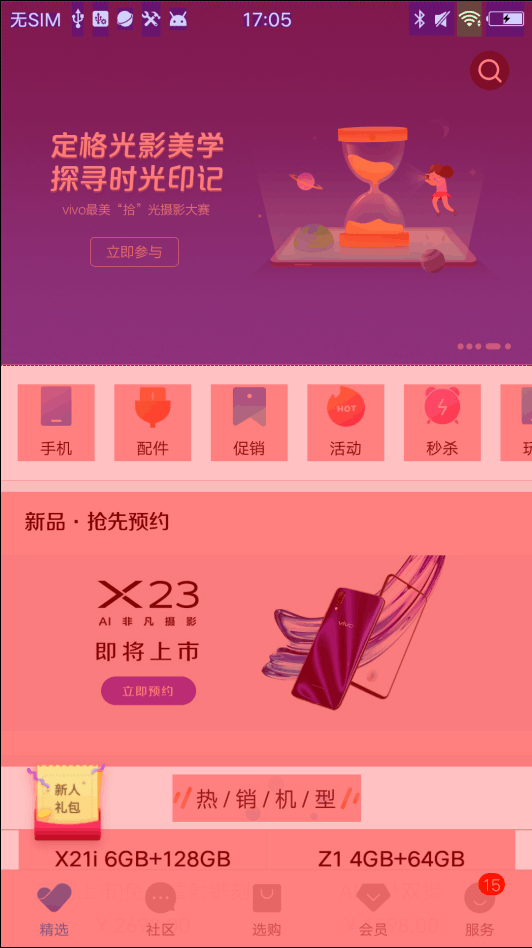 无SIM 17:05
定格光影美学
探寻时光印记
vivo最美“拾”光摄影大赛
立即参与
HOT
手机 配件 促销 活动 秒杀
新品·抢先预约
X23
AI 非凡摄影
即将上市
立即预约
vivo
新人
礼包
热/销/机/型
X21i 6GB+128GB Z1 4GB+64GB
15
精选 社区 选购 会员 服务